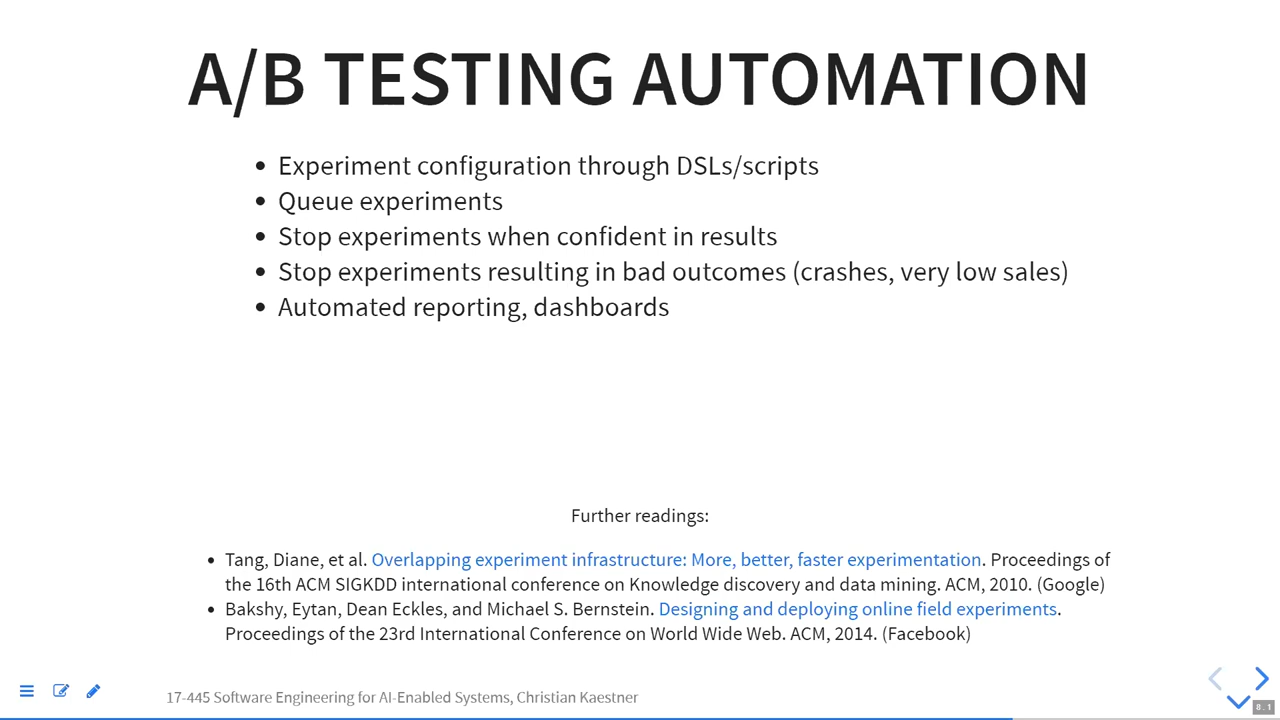 A/B TESTING AUTOMATION
• Experiment configuration through DSLs/scripts
• Queue experiments
• Stop experiments when confident in results
• Stop experiments resulting in bad outcomes (crashes, very low sales)
• Automated reporting, dashboards
Further readings:
• Tang, Diane, et al. Overlapping experiment infrastructure: More, better, faster experimentation. Proceedings of
the 16th ACM SIGKDD international conference on Knowledge discovery and data mining. ACM, 2010. (Google)
• Bakshy, Eytan, Dean Eckles, and Michael S. Bernstein. Designing and deploying online field experiments.
Proceedings of the 23rd International Conference on World Wide Web. ACM, 2014. (Facebook)
17-445 Software Engineering for AI-Enabled Systems, Christian Kaestner
8.1